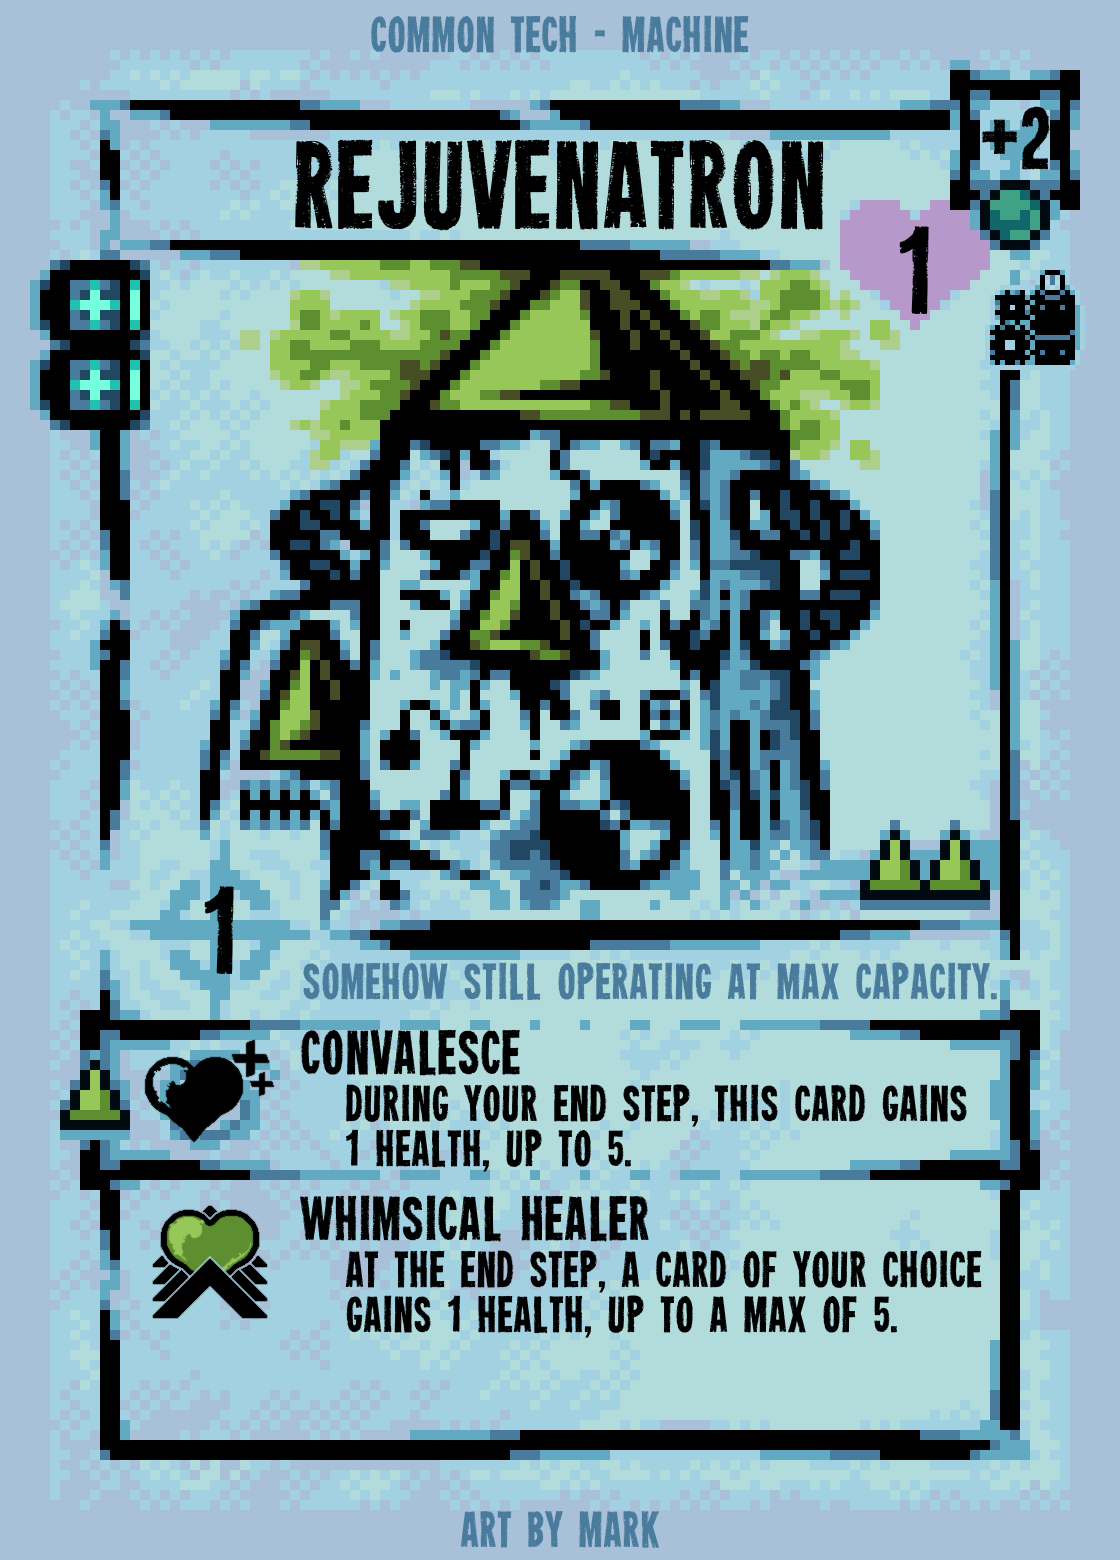 COMMON TECH - MACHINE
+2
REJUVENATRON
1
1
SOMEHOW STILL OPERATING AT MAX CAPACITY.
CONVALESCE
DURING YOUR END STEP, THIS CARD GAINS
1 HEALTH, UP TO 5.
WHIMSICAL HEALER
AT THE END STEP, A CARD OF YOUR CHOICE
GAINS 1 HEALTH, UP TO A MAX OF 5.
ART BY MARK